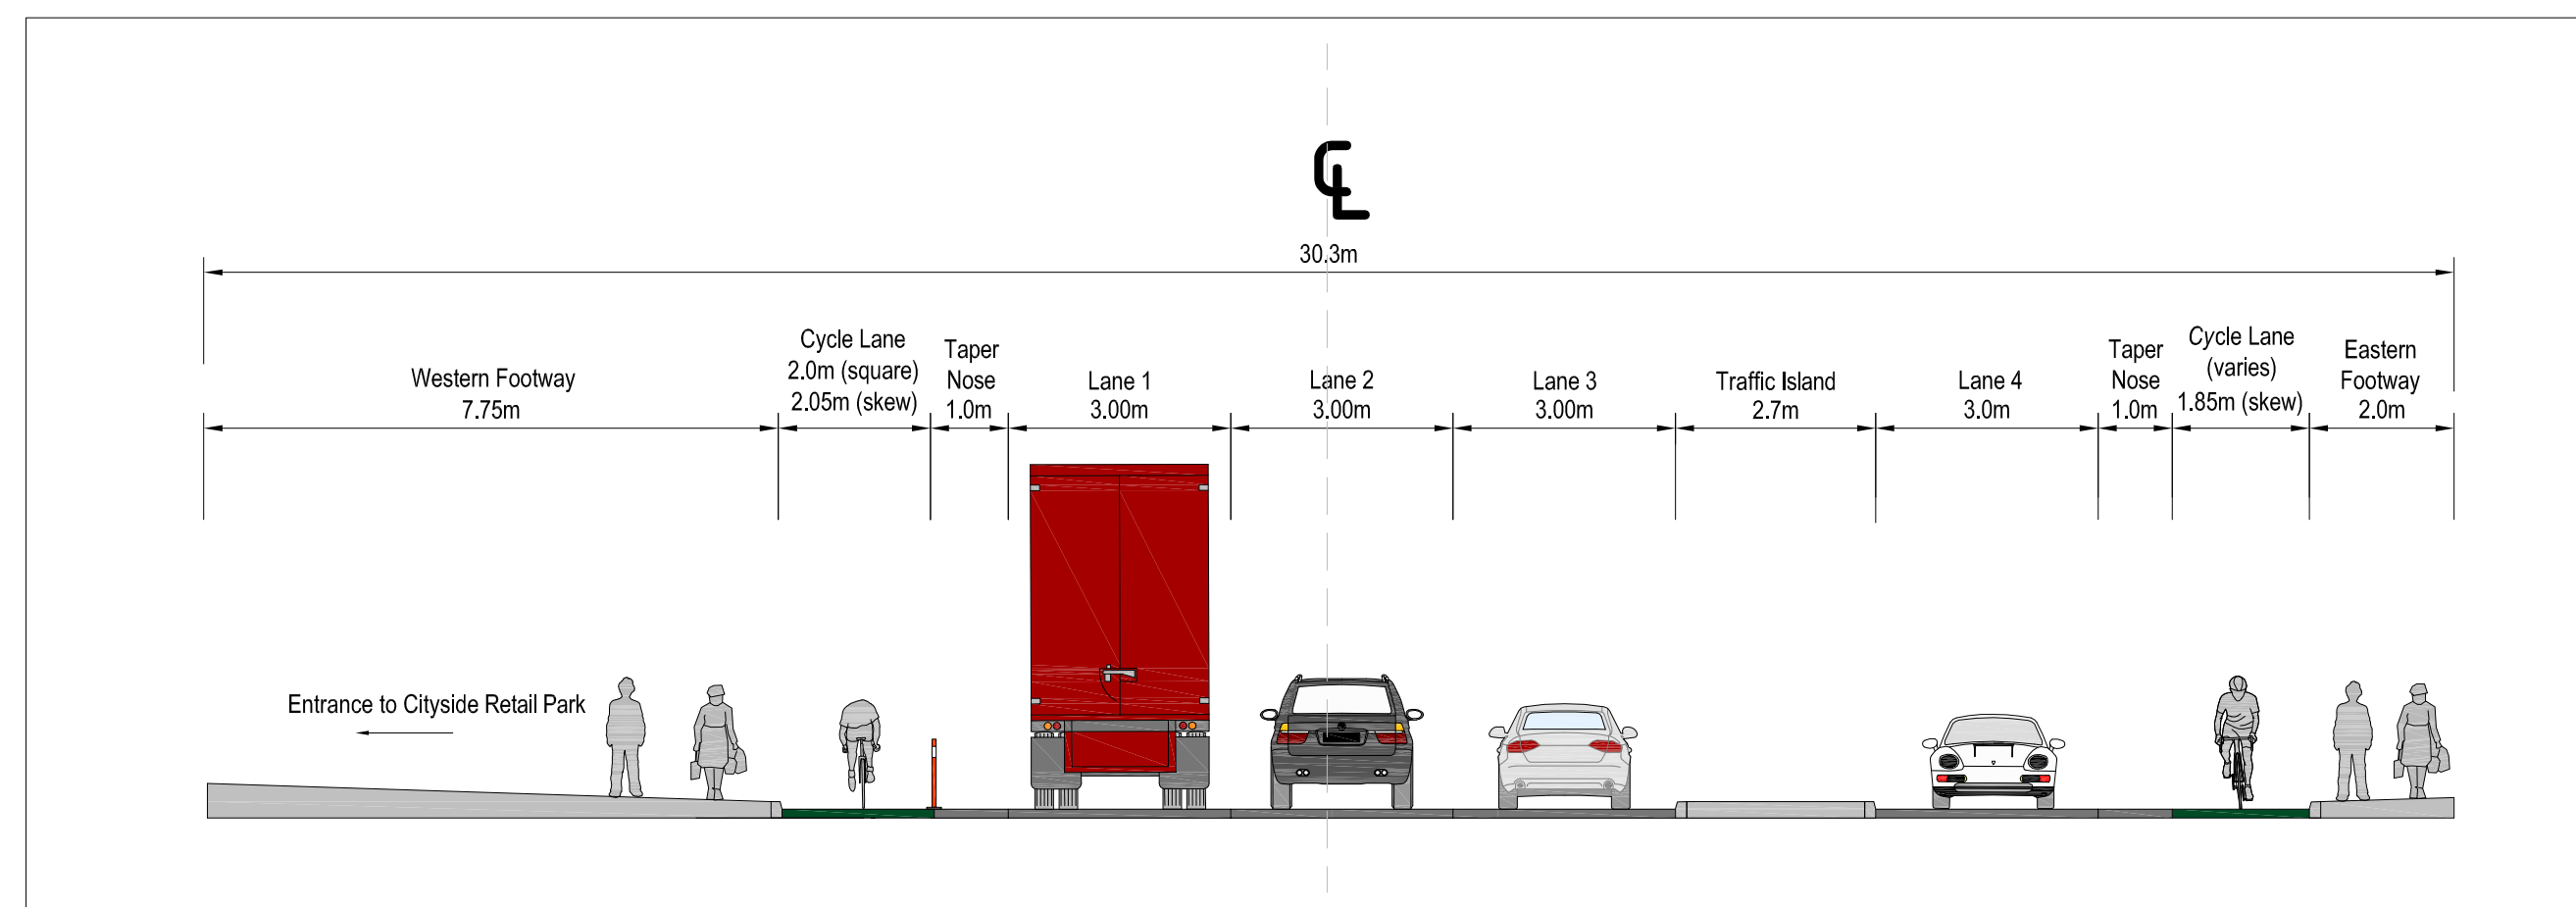 ℄
30.3m
Western Footway
7.75m
Cycle Lane
2.0m (square)
2.05m (skew)
Taper
Nose
1.0m
Lane 1
3.00m
Lane 2
3.00m
Lane 3
3.00m
Traffic Island
2.7m
Lane 4
3.0m
Taper
Nose
1.0m
Cycle Lane
(varies)
1.85m (skew)
Eastern
Footway
2.0m
Entrance to Cityside Retail Park